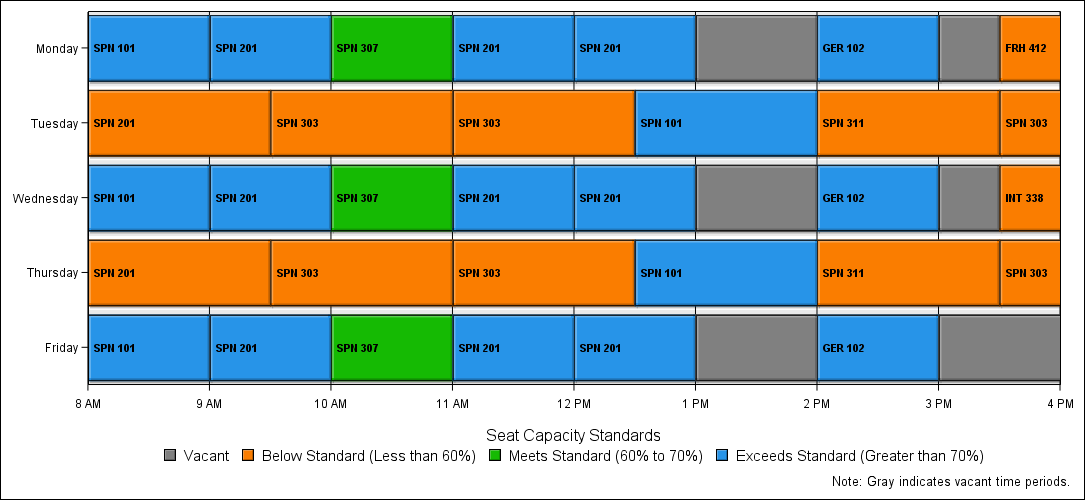 Monday SPN 101 SPN 201 SPN 307 SPN 201 SPN 201 GER 102 FRH 412
Tuesday SPN 201 SPN 303 SPN 303 SPN 101 SPN 311 SPN 303
Wednesday SPN 101 SPN 201 SPN 307 SPN 201 SPN 201 GER 102 INT 338
Thursday SPN 201 SPN 303 SPN 303 SPN 101 SPN 311 SPN 303
Friday SPN 101 SPN 201 SPN 307 SPN 201 SPN 201 GER 102
8 AM 9 AM 10 AM 11 AM 12 PM 1 PM 2 PM 3 PM 4 PM
Seat Capacity Standards
Vacant Below Standard (Less than 60%) Meets Standard (60% to 70%) Exceeds Standard (Greater than 70%)
Note: Gray indicates vacant time periods.